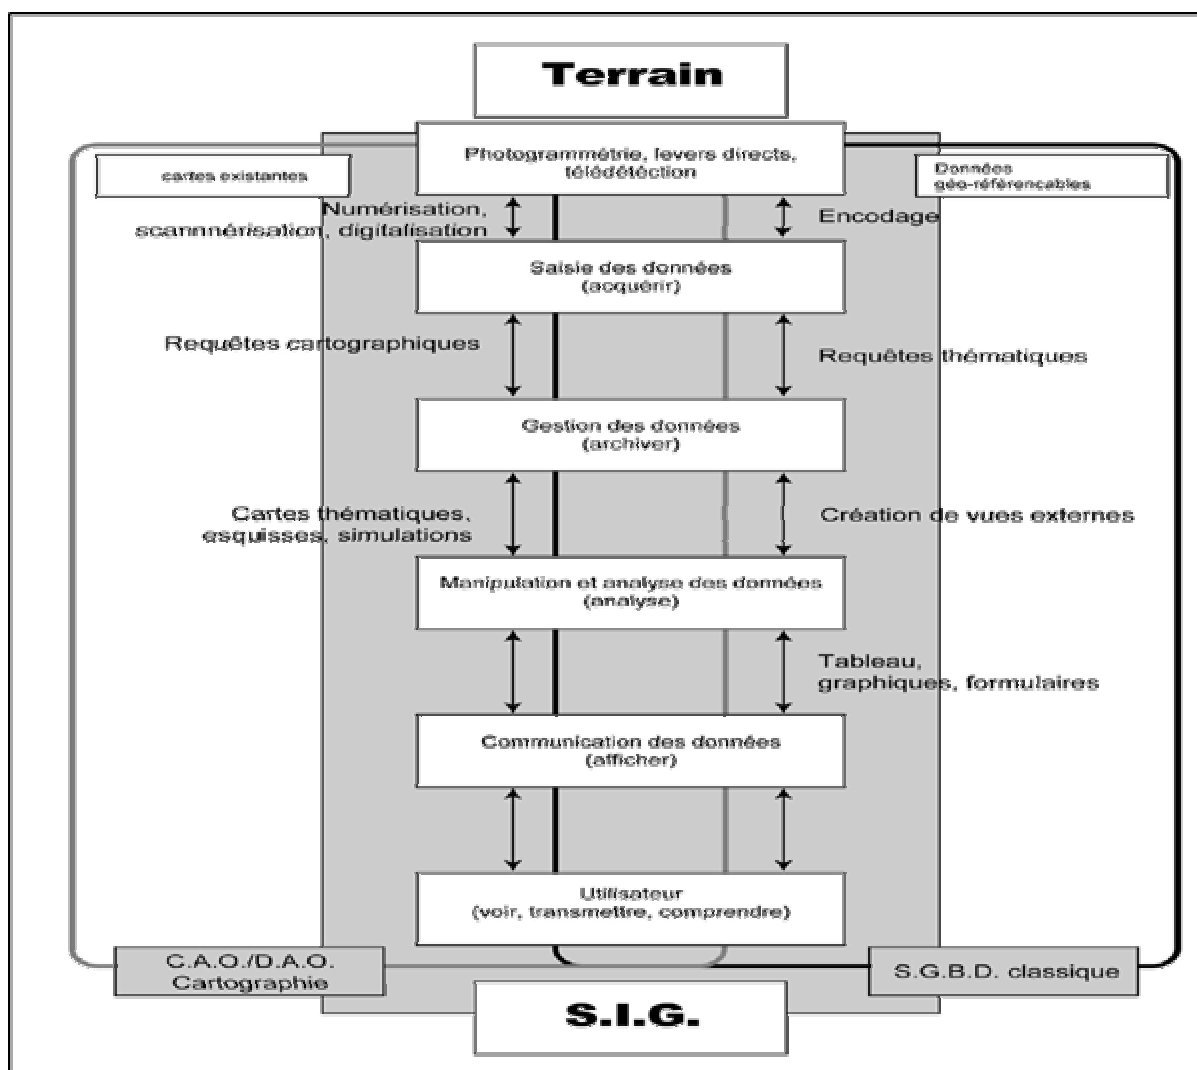 Terrain
Photogrammétrie, levers directs,
télédétéction
cartes existantes
Données
géo-référencables
Numérisation,
scannnérisation, digitalisation
Encodage
Saisie des données
(acquérir)
Requêtes cartographiques
Requêtes thématiques
Gestion des données
(archiver)
Cartes thématiques,
esquisses, simulations
Création de vues externes
Manipulation et analyse des données
(analyse)
Tableau,
graphiques, formulaires
Communication des données
(afficher)
Utilisateur
(voir, transmettre, comprendre)
C.A.O./D.A.O.
Cartographie
S.G.B.D. classique
S.I.G.